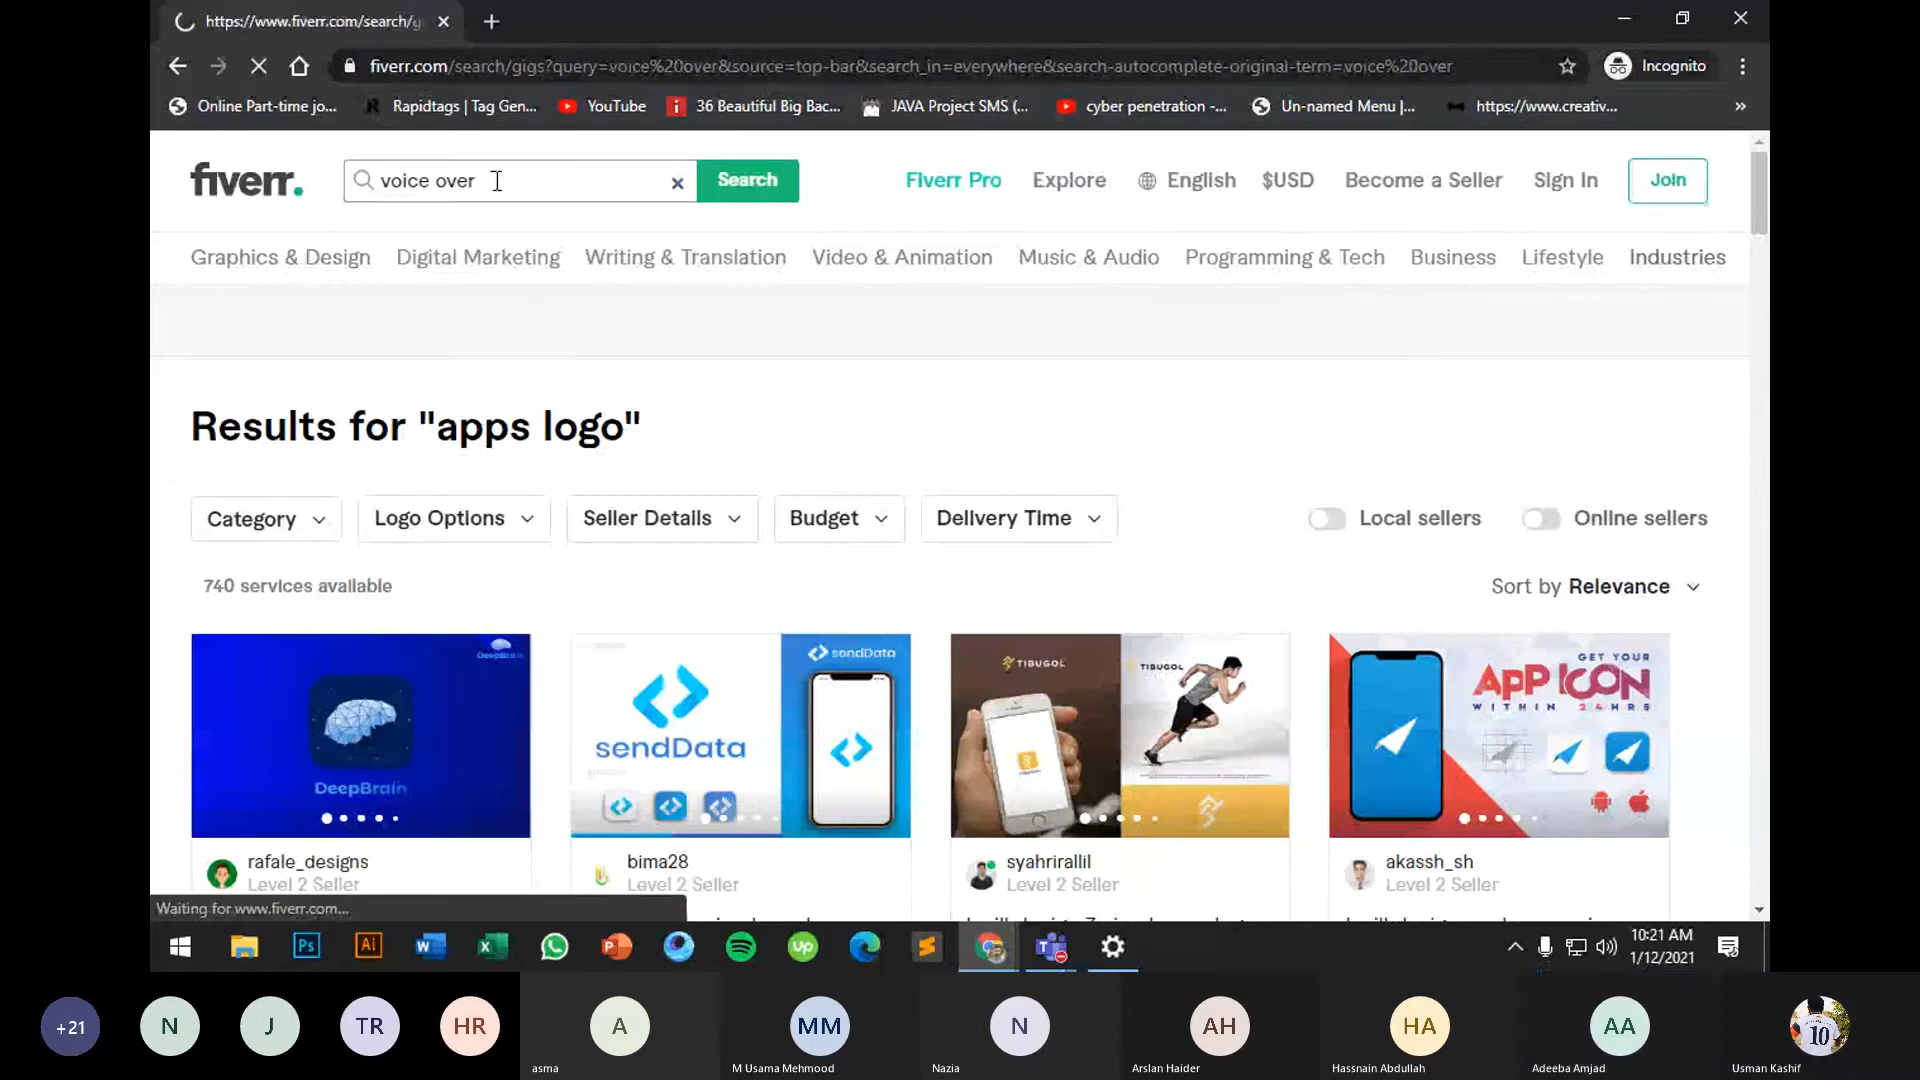 https://www.fiverr.com/search/g
fiverr.com/search/gigs?query=voice%20over&source=top-bar&search_in=everywhere&search-autocomplete-original-term=voice%20over
Incognito
Online Part-time jo...
Rapidtags | Tag Gen...
YouTube
36 Beautiful Big Bac...
JAVA Project SMS (...
cyber penetration -...
Un-named Menu |...
https://www.creativ...
»
fiverr.
voice over
Search
Fiverr Pro
Explore
English
$USD
Become a Seller
Sign In
Join
Graphics & Design
Digital Marketing
Writing & Translation
Video & Animation
Music & Audio
Programming & Tech
Business
Lifestyle
Industries
Results for "apps logo"
Category
Logo Options
Seller Details
Budget
Delivery Time
Local sellers
Online sellers
740 services available
Sort by Relevance
DeepBrain
DeepBrain
sendData
sendData
TIBUGOL
TIBUGOL
GET YOUR
APP ICON
WITHIN 24HRS
rafale_designs
Level 2 Seller
bima28
Level 2 Seller
syahrirallil
Level 2 Seller
akassh_sh
Level 2 Seller
Waiting for www.fiverr.com...
Ps
Ai
W
X
P
up
T
10:21 AM
1/12/2021
+21
N
J
TR
HR
A
MM
N
AH
HA
AA
10
asma
M Usama Mehmood
Nazia
Arslan Haider
Hassnain Abdullah
Adeeba Amjad
Usman Kashif